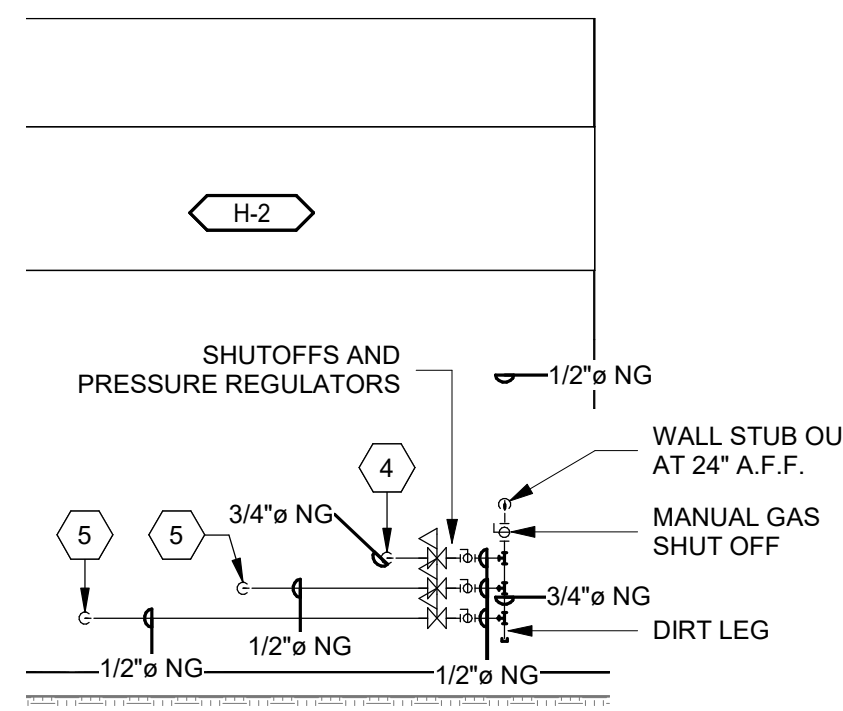 H-2
SHUTOFFS AND
PRESSURE REGULATORS
1/2"ø NG
WALL STUB OU
AT 24" A.F.F.
4
3/4"ø NG
MANUAL GAS
SHUT OFF
5
5
3/4"ø NG
DIRT LEG
1/2"ø NG
1/2"ø NG
1/2"ø NG